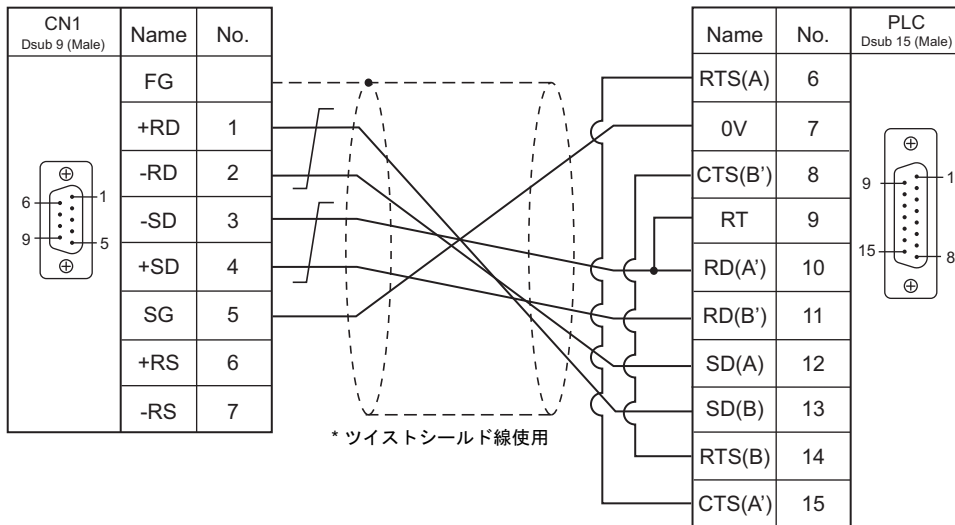 CN1
Dsub 9 (Male)
Name No.
FG
+RD 1
-RD 2
-SD 3
+SD 4
SG 5
+RS 6
-RS 7
6 1
9 5
* ツイストシールド線使用
Name No.
PLC
Dsub 15 (Male)
RTS(A) 6
0V 7
CTS(B') 8
RT 9
RD(A') 10
RD(B') 11
SD(A) 12
SD(B) 13
RTS(B) 14
CTS(A') 15
9 1
15 8